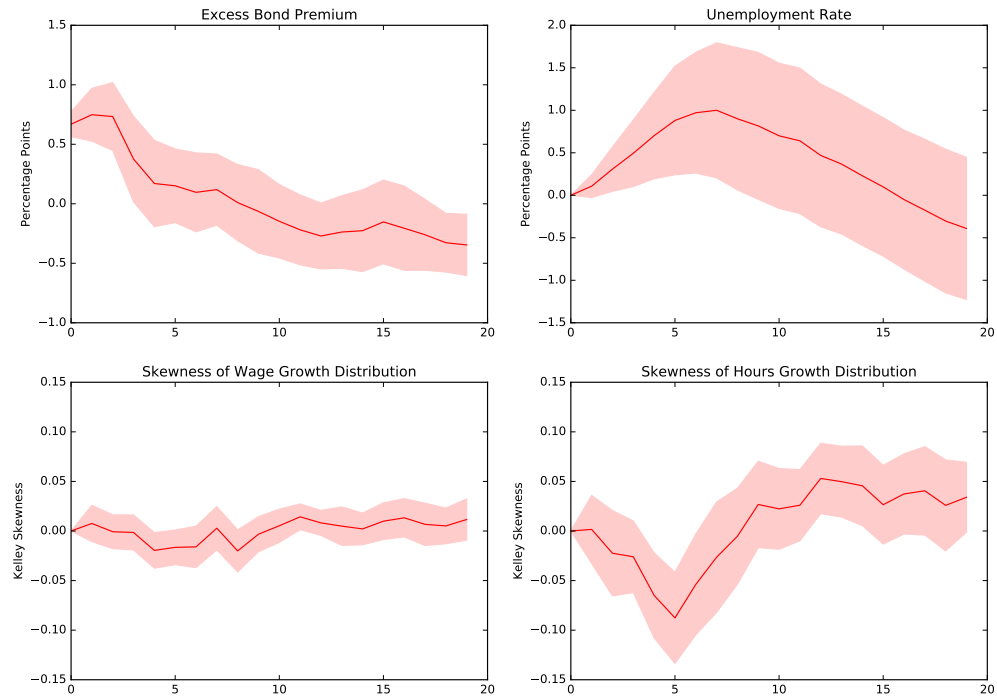 Excess Bond Premium
Percentage Points
1.5
1.0
0.5
0.0
−0.5
−1.0
0 5 10 15 20
Unemployment Rate
Percentage Points
2.0
1.5
1.0
0.5
0.0
−0.5
−1.0
−1.5
0 5 10 15 20
Skewness of Wage Growth Distribution
Kelley Skewness
0.15
0.10
0.05
0.00
−0.05
−0.10
−0.15
0 5 10 15 20
Skewness of Hours Growth Distribution
Kelley Skewness
0.15
0.10
0.05
0.00
−0.05
−0.10
−0.15
0 5 10 15 20